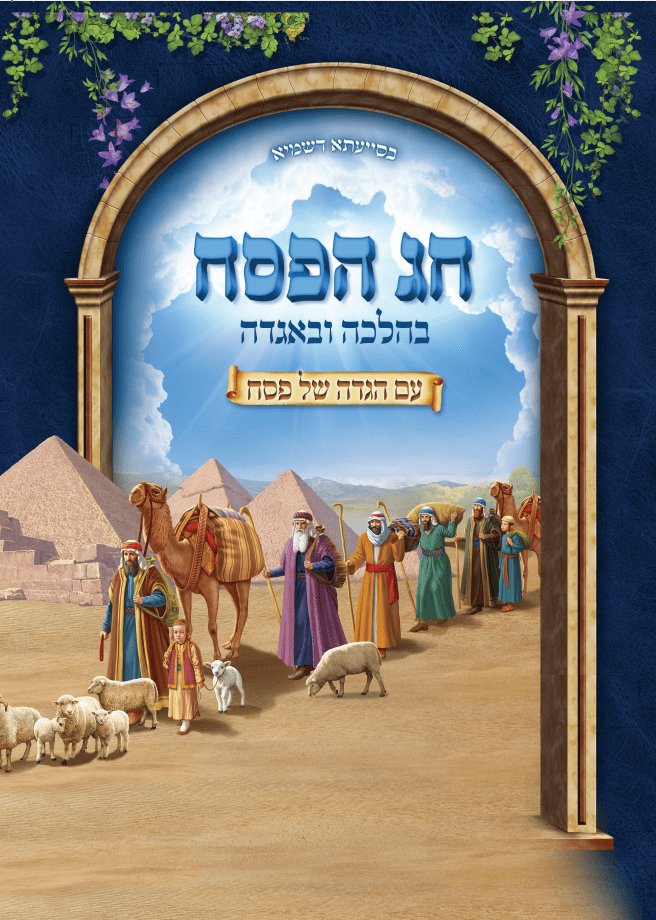 בסייעתא דשמיא
חג הפסח
בהלכה ובאגדה
עם הגדה של פסח